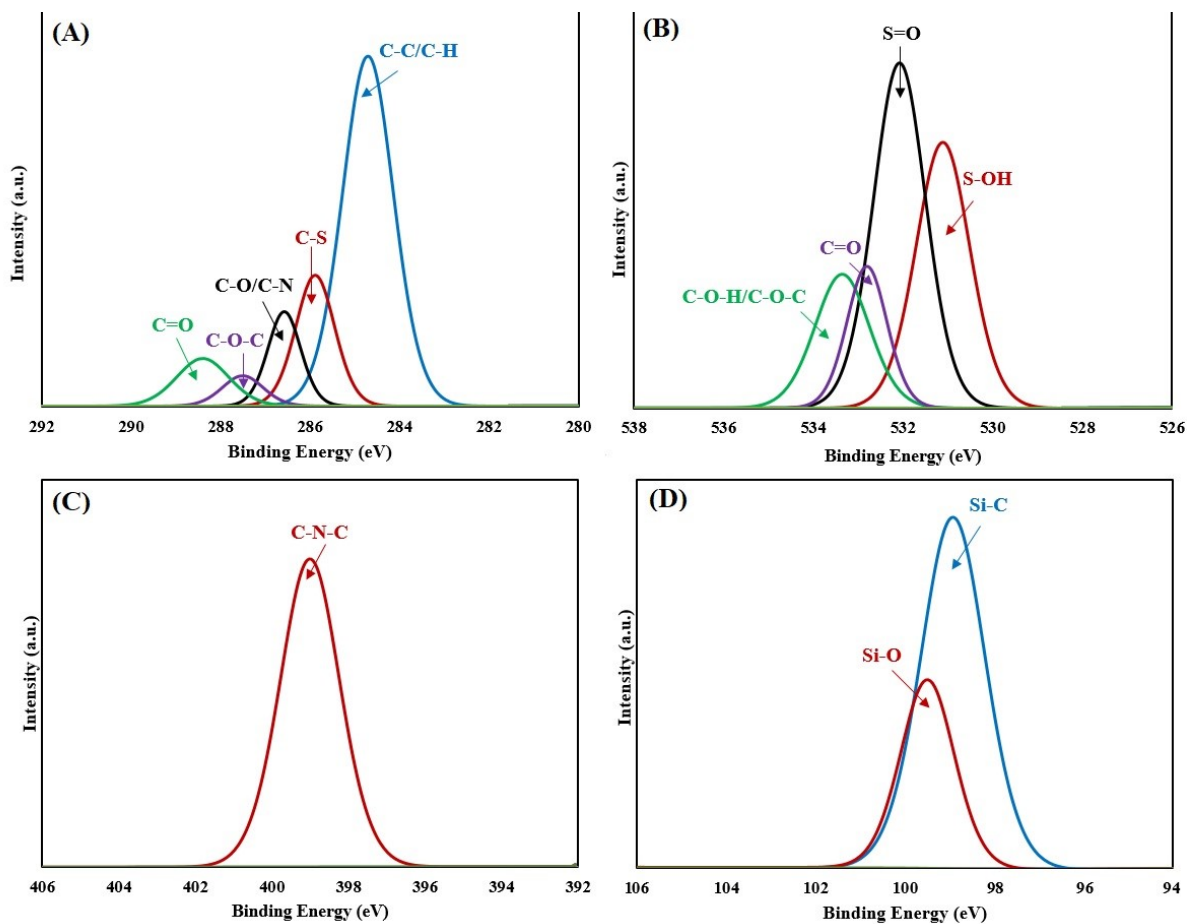 (A)
C-C/C-H
C-S
C-O/C-N
C=O
C-O-C
Intensity (a.u.)
292 290 288 286 284 282 280
Binding Energy (eV)
(B)
S=O
S-OH
C=O
C-O-H/C-O-C
Intensity (a.u.)
538 536 534 532 530 528 526
Binding Energy (eV)
(C)
C-N-C
Intensity (a.u.)
406 404 402 400 398 396 394 392
Binding Energy (eV)
(D)
Si-C
Si-O
Intensity (a.u.)
106 104 102 100 98 96 94
Binding Energy (eV)